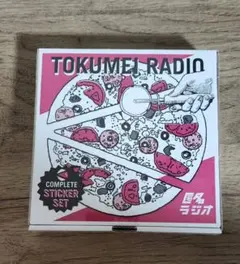 TOKUMEI RADIO
COMPLETE
STICKER
SET
匿名
ラジオ